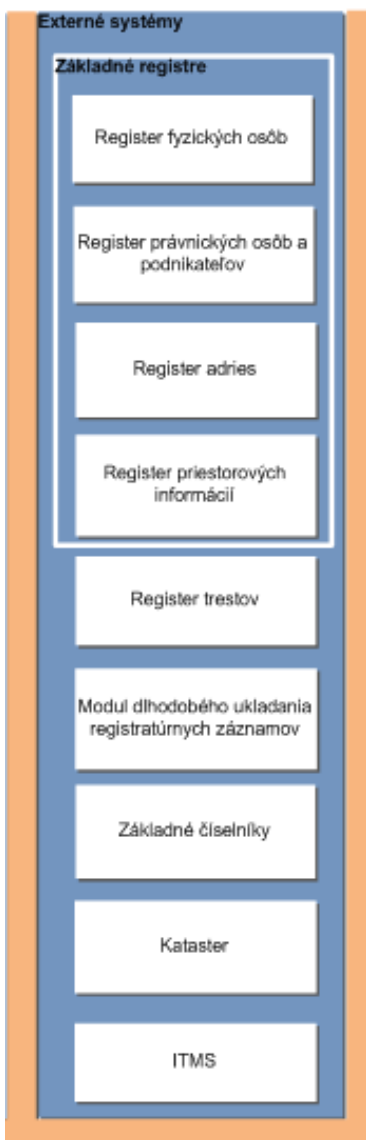 Externé systémy
Základné registre
Register fyzických osôb
Register právnických osôb a
podnikateľov
Register adries
Register priestorových
informácií
Register trestov
Modul dlhodobého ukladania
registratúrnych záznamov
Základné číselníky
Kataster
ITMS